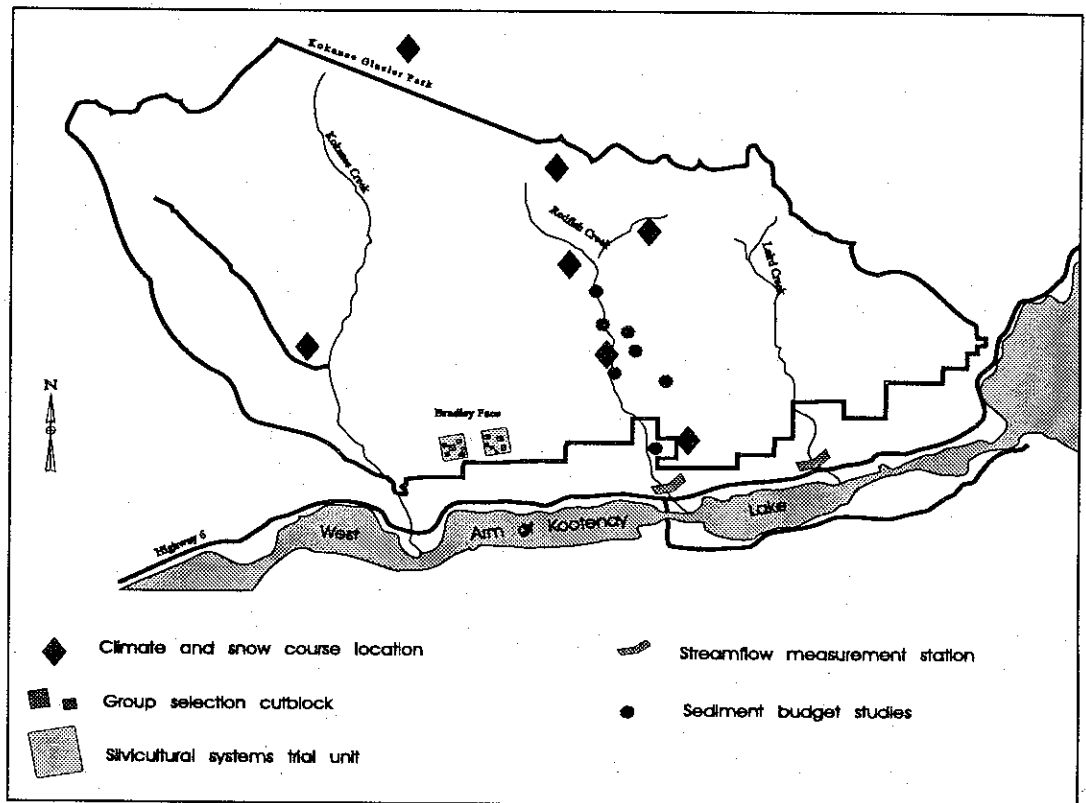 Kokanee Glacier Park
Kokanee Creek
Redfish Creek
Laird Creek
N
Bradley Face
Highway 6
West Arm of Kootenay Lake
Climate and snow course location
Group selection cutblock
Silvicultural systems trial unit
Streamflow measurement station
Sediment budget studies